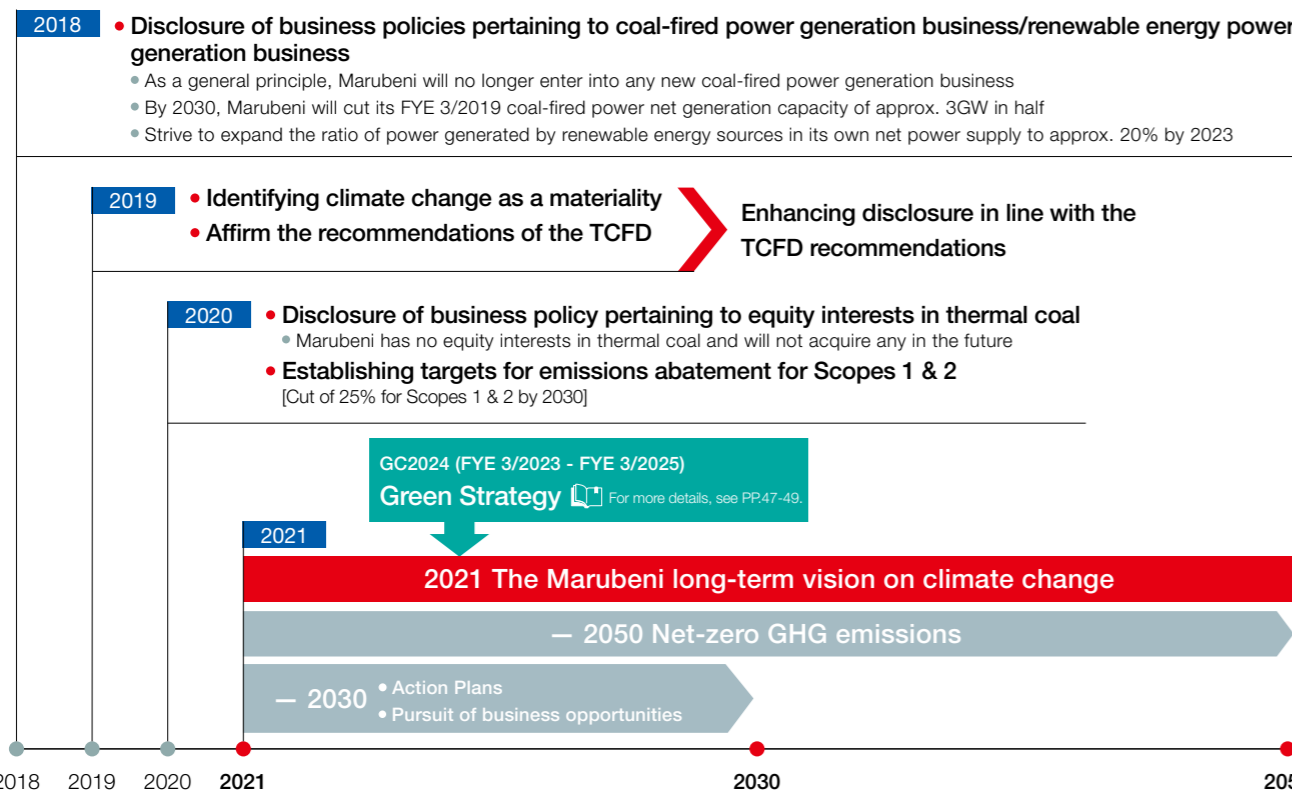 2018
• Disclosure of business policies pertaining to coal-fired power generation business/renewable energy power
generation business
• As a general principle, Marubeni will no longer enter into any new coal-fired power generation business
• By 2030, Marubeni will cut its FYE 3/2019 coal-fired power net generation capacity of approx. 3GW in half
• Strive to expand the ratio of power generated by renewable energy sources in its own net power supply to approx. 20% by 2023
2019
• Identifying climate change as a materiality
• Affirm the recommendations of the TCFD
Enhancing disclosure in line with the
TCFD recommendations
2020
• Disclosure of business policy pertaining to equity interests in thermal coal
• Marubeni has no equity interests in thermal coal and will not acquire any in the future
• Establishing targets for emissions abatement for Scopes 1 & 2
[Cut of 25% for Scopes 1 & 2 by 2030]
GC2024 (FYE 3/2023 - FYE 3/2025)
Green Strategy For more details, see PP.47-49.
2021
2021 The Marubeni long-term vision on climate change
— 2050 Net-zero GHG emissions
— 2030
• Action Plans
• Pursuit of business opportunities
2018 2019 2020 2021 2030 205